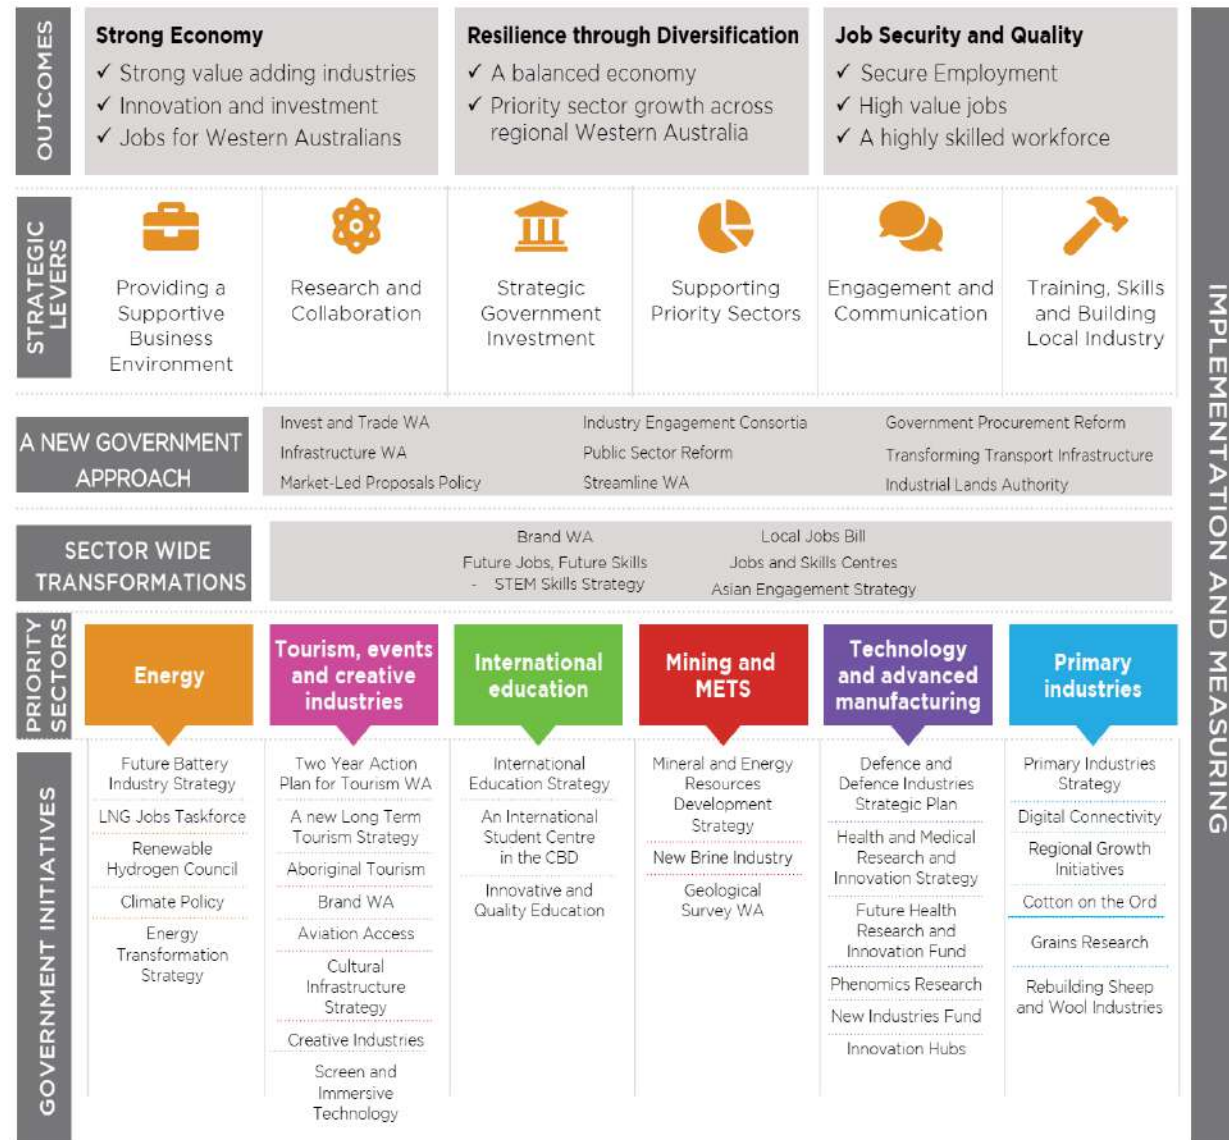 OUTCOMES
Strong Economy
✓ Strong value adding industries
✓ Innovation and investment
✓ Jobs for Western Australians
Resilience through Diversification
✓ A balanced economy
✓ Priority sector growth across
regional Western Australia
Job Security and Quality
✓ Secure Employment
✓ High value jobs
✓ A highly skilled workforce
STRATEGIC
LEVERS
Providing a
Supportive
Business
Environment
Research and
Collaboration
Strategic
Government
Investment
Supporting
Priority Sectors
Engagement and
Communication
Training, Skills
and Building
Local Industry
A NEW GOVERNMENT
APPROACH
Invest and Trade WA
Infrastructure WA
Market-Led Proposals Policy
Industry Engagement Consortia
Public Sector Reform
Streamline WA
Government Procurement Reform
Transforming Transport Infrastructure
Industrial Lands Authority
SECTOR WIDE
TRANSFORMATIONS
Brand WA
Future Jobs, Future Skills
- STEM Skills Strategy
Local Jobs Bill
Jobs and Skills Centres
Asian Engagement Strategy
PRIORITY
SECTORS
Energy
Tourism, events
and creative
industries
International
education
Mining and
METS
Technology
and advanced
manufacturing
Primary
industries
GOVERNMENT INITIATIVES
Future Battery
Industry Strategy
LNG Jobs Taskforce
Renewable
Hydrogen Council
Climate Policy
Energy
Transformation
Strategy
Two Year Action
Plan for Tourism WA
A new Long Term
Tourism Strategy
Aboriginal Tourism
Brand WA
Aviation Access
Cultural
Infrastructure
Strategy
Creative Industries
Screen and
Immersive
Technology
International
Education Strategy
An International
Student Centre
in the CBD
Innovative and
Quality Education
Mineral and Energy
Resources
Development
Strategy
New Brine Industry
Geological
Survey WA
Defence and
Defence Industries
Strategic Plan
Health and Medical
Research and
Innovation Strategy
Future Health
Research and
Innovation Fund
Phenomics Research
New Industries Fund
Innovation Hubs
Primary Industries
Strategy
Digital Connectivity
Regional Growth
Initiatives
Cotton on the Ord
Grains Research
Rebuilding Sheep
and Wool Industries
IMPLEMENTATION AND MEASURING